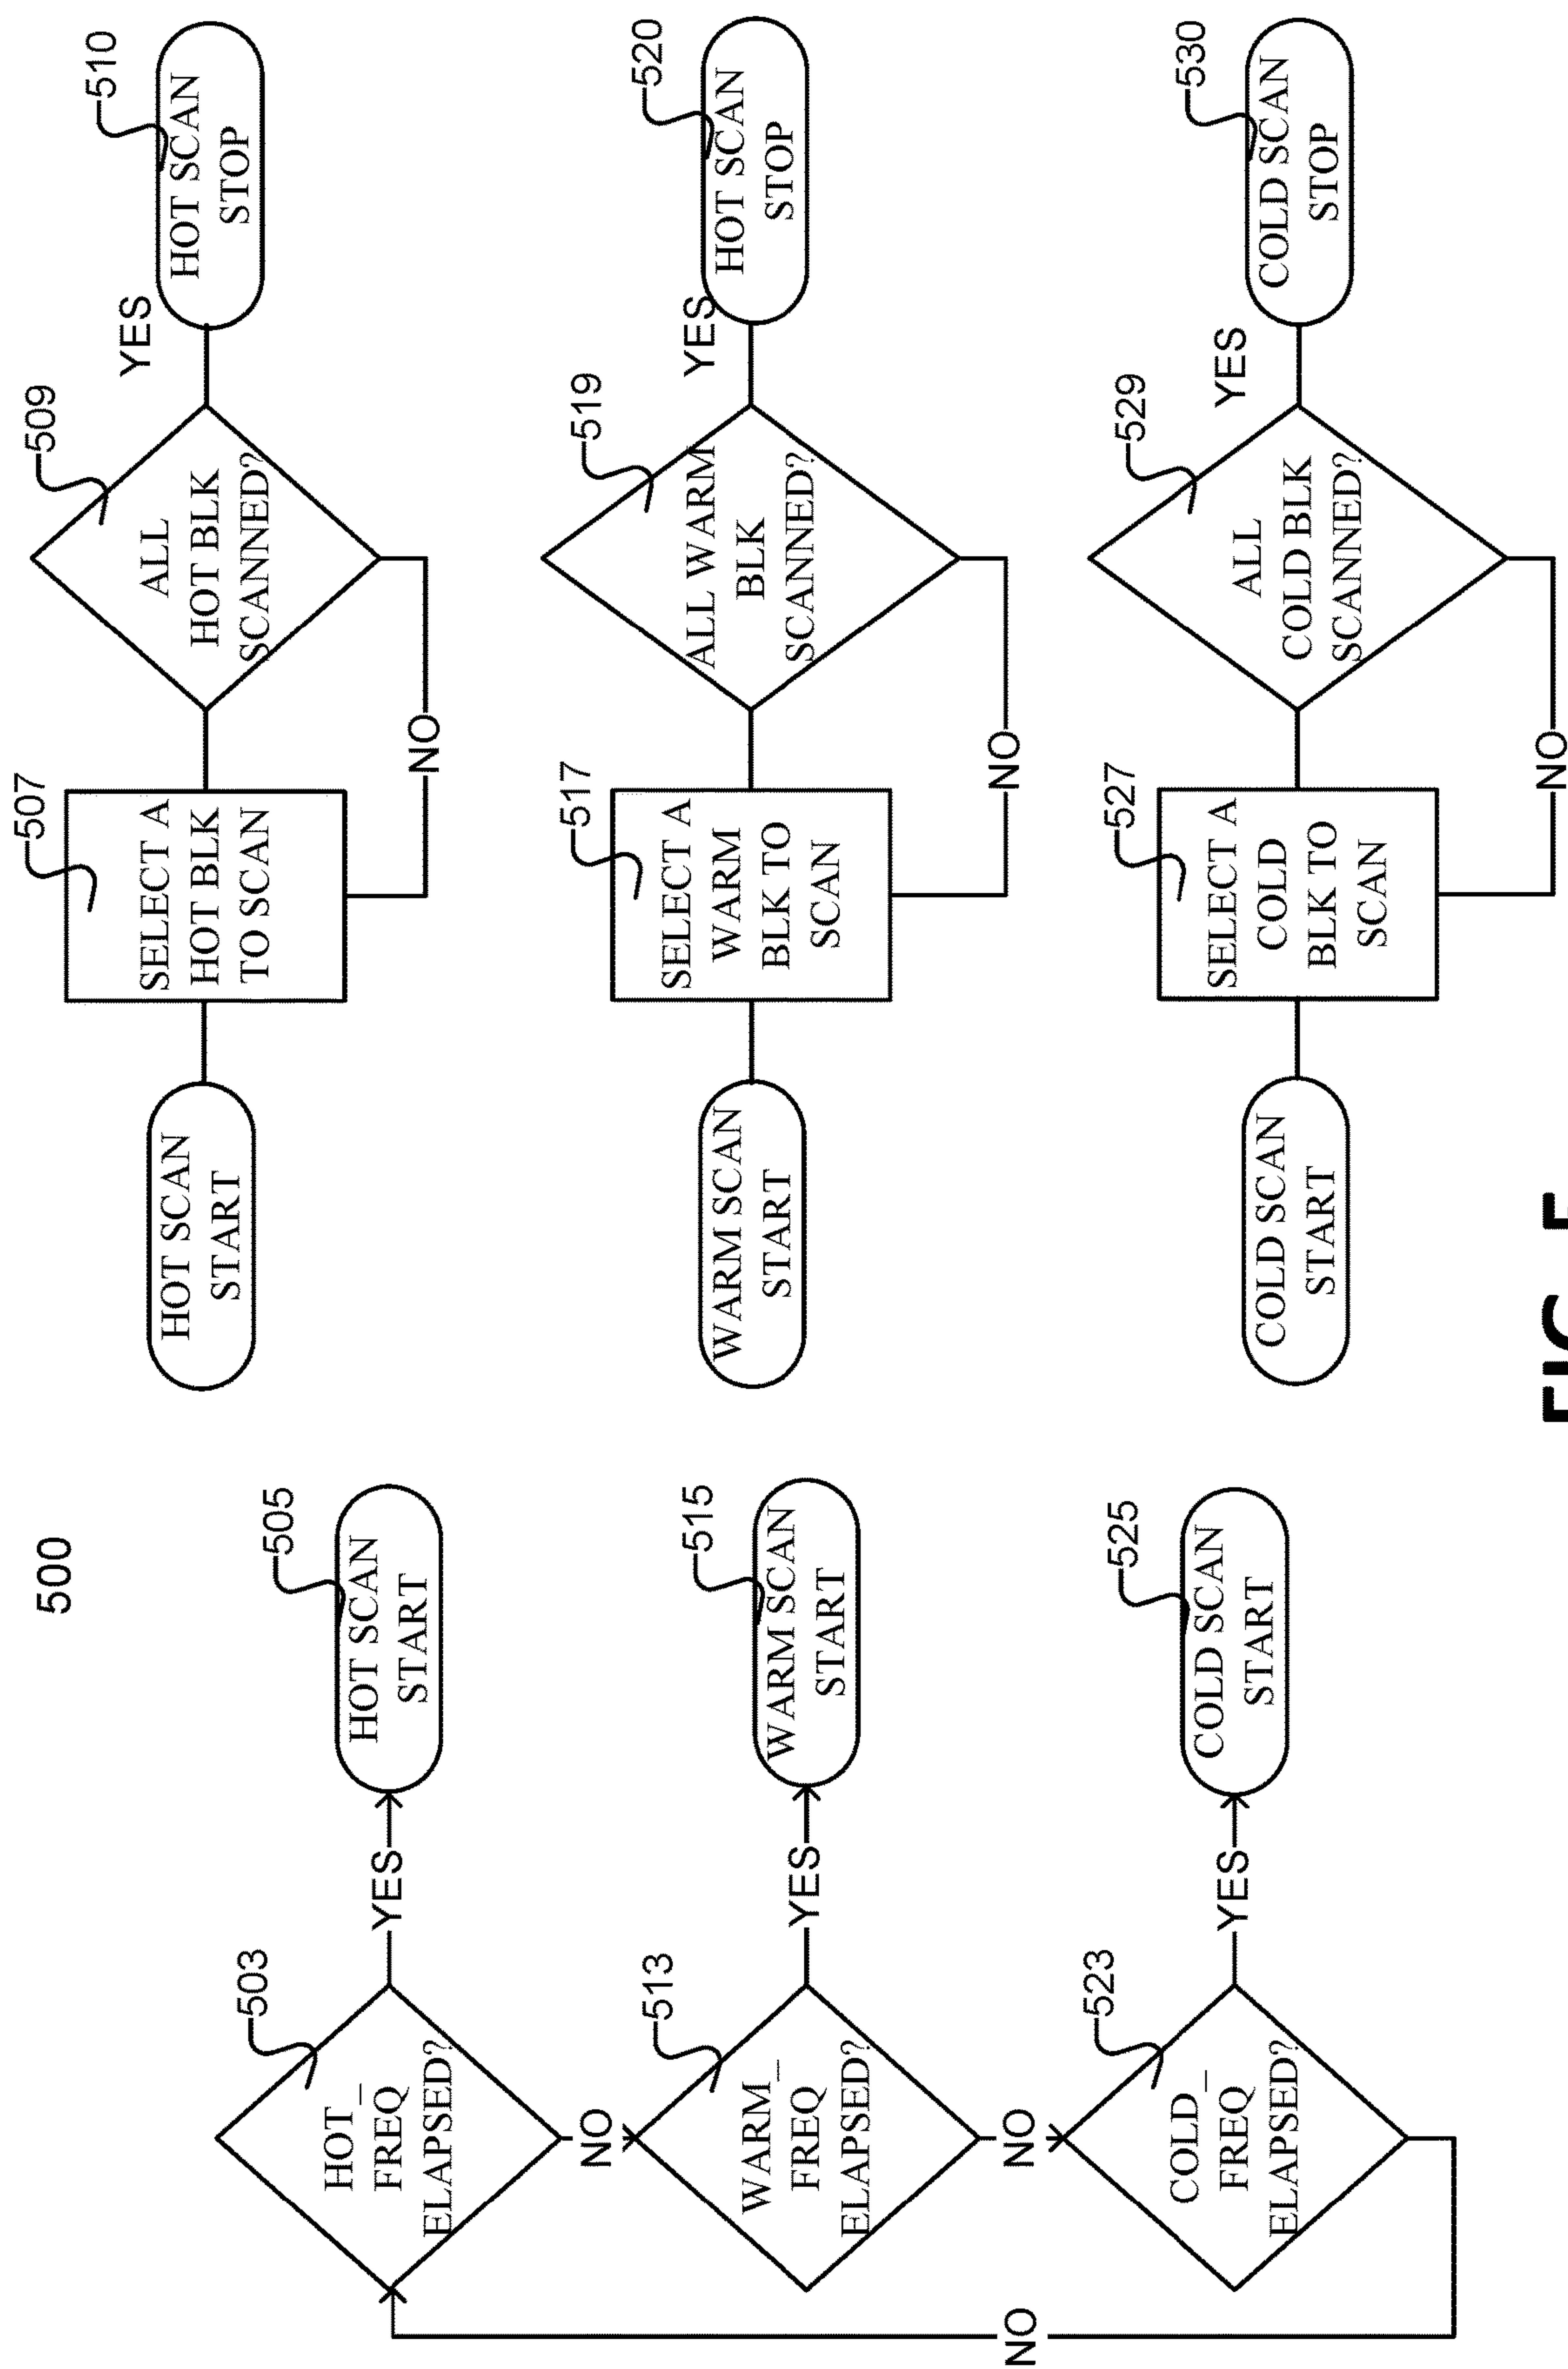 500
503
HOT_
FREQ
ELAPSED?
YES
505
HOT SCAN
START
NO
513
WARM_
FREQ
ELAPSED?
YES
515
WARM SCAN
START
NO
523
COLD_
FREQ
ELAPSED?
YES
525
COLD SCAN
START
NO
HOT SCAN
START
507
SELECT A
HOT BLK
TO SCAN
509
ALL
HOT BLK
SCANNED?
NO
YES
510
HOT SCAN
STOP
WARM SCAN
START
517
SELECT A
WARM
BLK TO
SCAN
519
ALL WARM
BLK
SCANNED?
NO
YES
520
HOT SCAN
STOP
COLD SCAN
START
527
SELECT A
COLD
BLK TO
SCAN
529
ALL
COLD BLK
SCANNED?
NO
YES
530
COLD SCAN
STOP